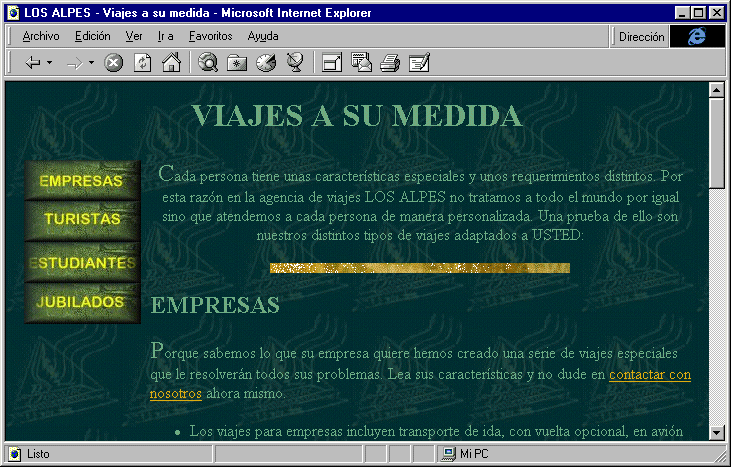 LOS ALPES - Viajes a su medida - Microsoft Internet Explorer
Archivo Edición Ver Ir a Favoritos Ayuda Dirección
VIAJES A SU MEDIDA
EMPRESAS
TURISTAS
ESTUDIANTES
JUBILADOS
Cada persona tiene unas características especiales y unos requerimientos distintos. Por
esta razón en la agencia de viajes LOS ALPES no tratamos a todo el mundo por igual
sino que atendemos a cada persona de manera personalizada. Una prueba de ello son
nuestros distintos tipos de viajes adaptados a USTED:
EMPRESAS
Porque sabemos lo que su empresa quiere hemos creado una serie de viajes especiales
que le resolverán todos sus problemas. Lea sus características y no dude en contactar con
nosotros ahora mismo.
• Los viajes para empresas incluyen transporte de ida, con vuelta opcional, en avión
Listo Mi PC